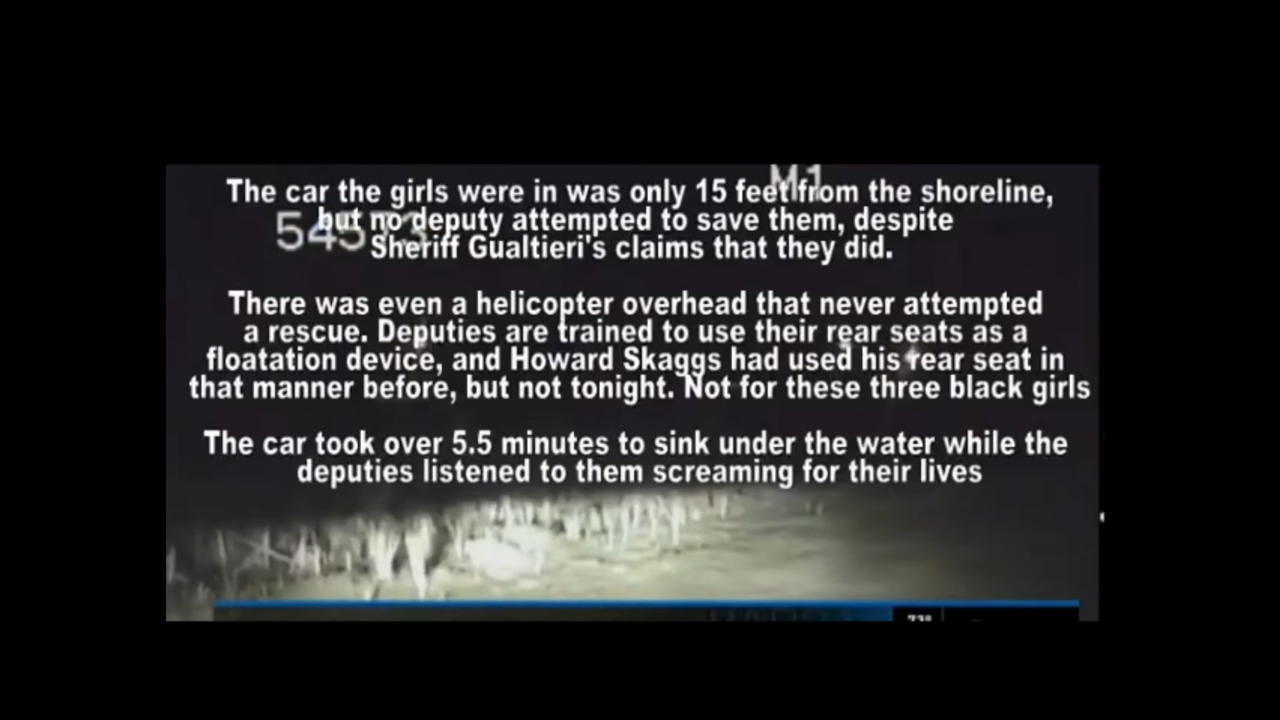 M1
The car the girls were in was only 15 feet from the shoreline,
but no deputy attempted to save them, despite
54573
Sheriff Gualtieri's claims that they did.
There was even a helicopter overhead that never attempted
a rescue. Deputies are trained to use their rear seats as a
floatation device, and Howard Skaggs had used his rear seat in
that manner before, but not tonight. Not for these three black girls
The car took over 5.5 minutes to sink under the water while the
deputies listened to them screaming for their lives